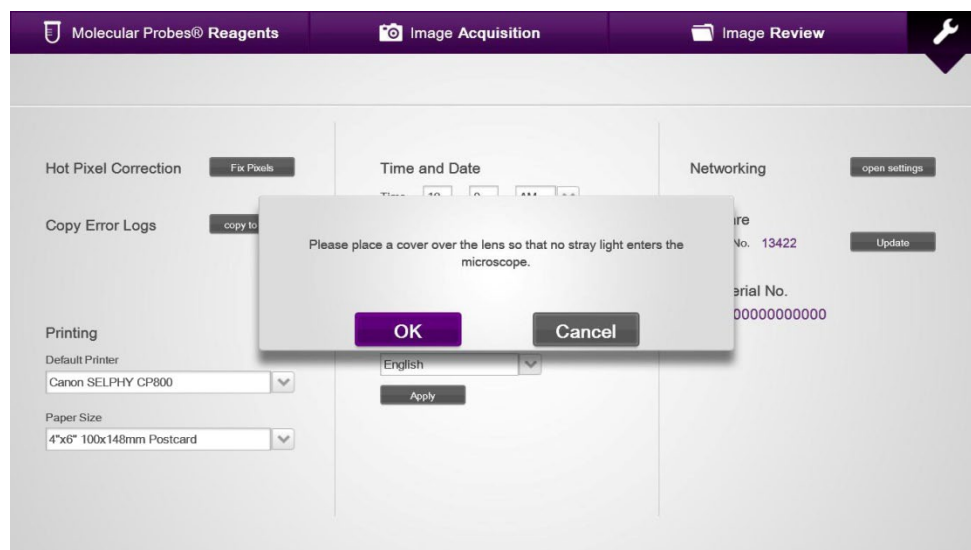 Molecular Probes® Reagents
Image Acquisition
Image Review
Hot Pixel Correction
Fix Pixels
Copy Error Logs
copy to
Printing
Default Printer
Canon SELPHY CP800
Paper Size
4"x6" 100x148mm Postcard
Time and Date
Please place a cover over the lens so that no stray light enters the
microscope.
OK
Cancel
English
Apply
Networking
open settings
No. 13422
Update
erial No.